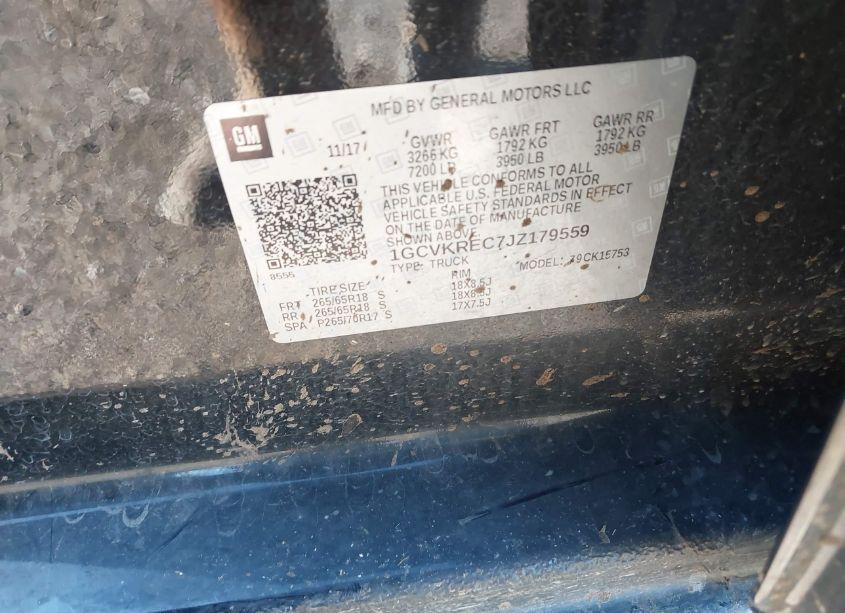 MFD BY GENERAL MOTORS LLC
GM
11/17
GVWR GAWR FRT GAWR RR
3266 KG 1792 KG 1792 KG
7200 LB 3950 LB 3950 LB
THIS VEHICLE CONFORMS TO ALL
APPLICABLE U.S. FEDERAL MOTOR
VEHICLE SAFETY STANDARDS IN EFFECT
ON THE DATE OF MANUFACTURE
SHOWN ABOVE.
1GCVKREC7JZ179559
TYPE: TRUCK MODEL: 19CK15753
8555
TIRE SIZE RIM
FRT 265/65R18 S 18X8.5J
RR 265/65R18 S 18X8.5J
SPA P265/70R17 S 17X7.5J